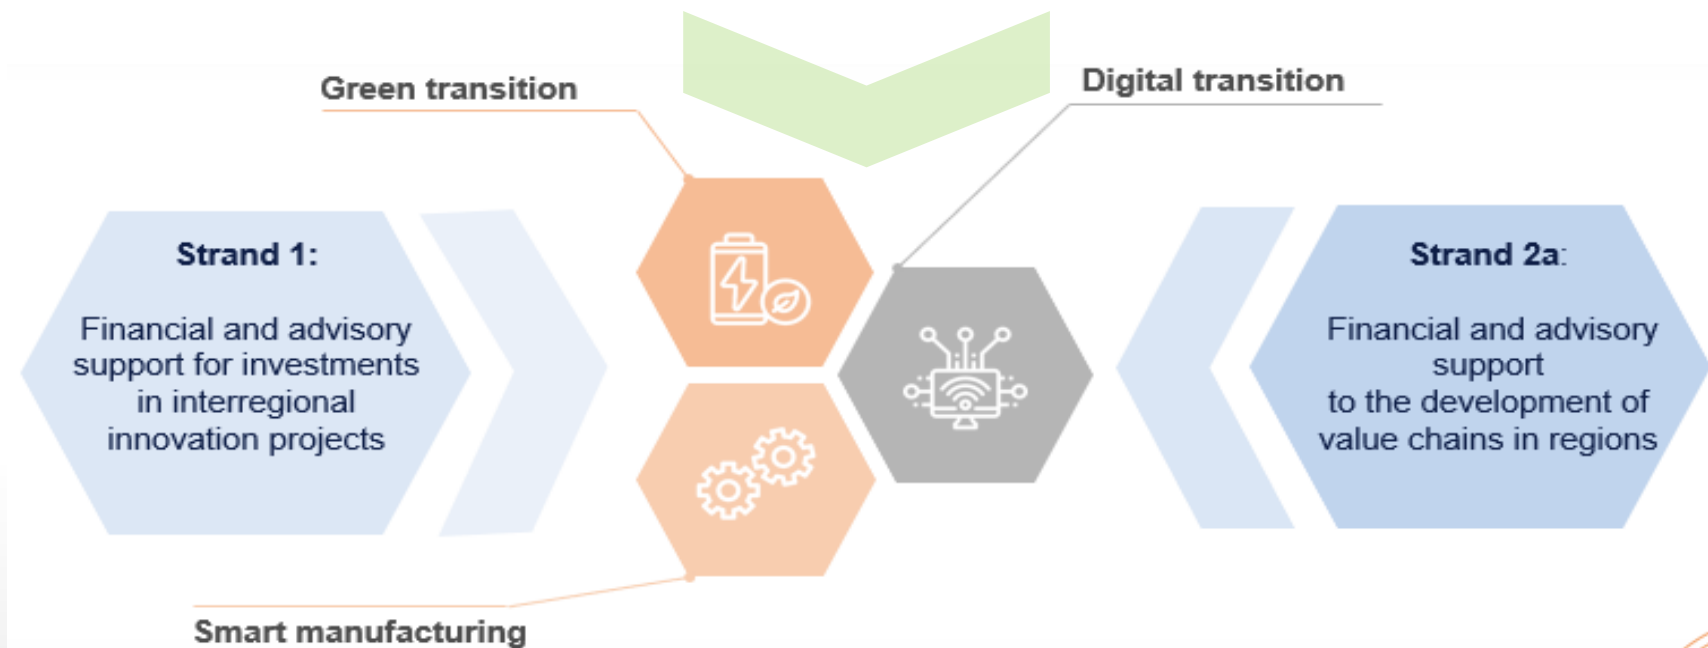 Green transition
Digital transition
Strand 1:
Financial and advisory
support for investments
in interregional
innovation projects
Strand 2a:
Financial and advisory
support
to the development of
value chains in regions
Smart manufacturing